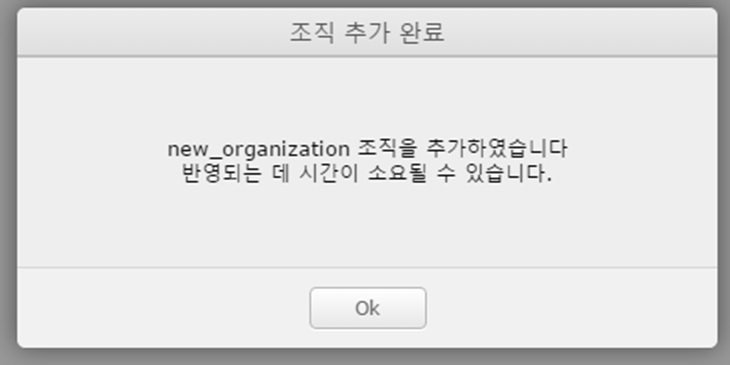 조직 추가 완료
new_organization 조직을 추가하였습니다
반영되는 데 시간이 소요될 수 있습니다.
Ok